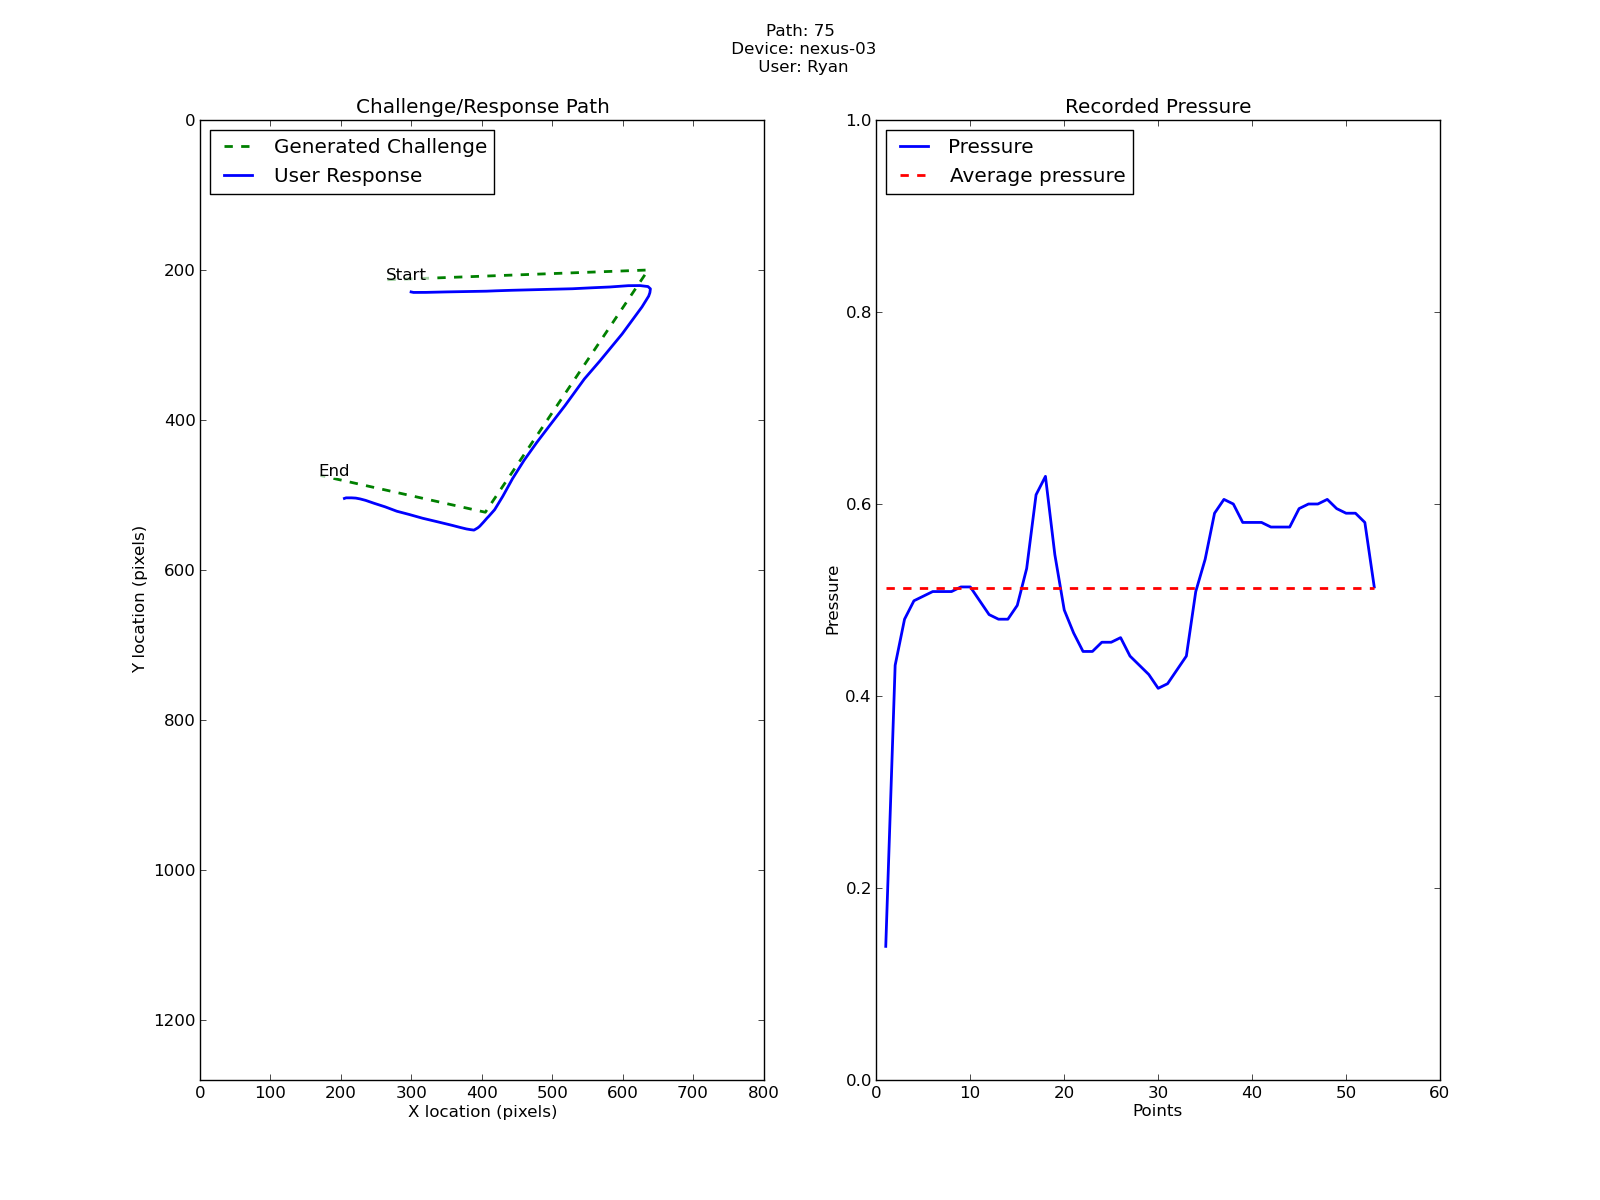 Path: 75
Device: nexus-03
User: Ryan
Challenge/Response Path
Generated Challenge
User Response
Start
End
0
200
400
600
800
1000
1200
Y location (pixels)
0 100 200 300 400 500 600 700 800
X location (pixels)
Recorded Pressure
Pressure
Average pressure
1.0
0.8
0.6
0.4
0.2
0.0
Pressure
0 10 20 30 40 50 60
Points